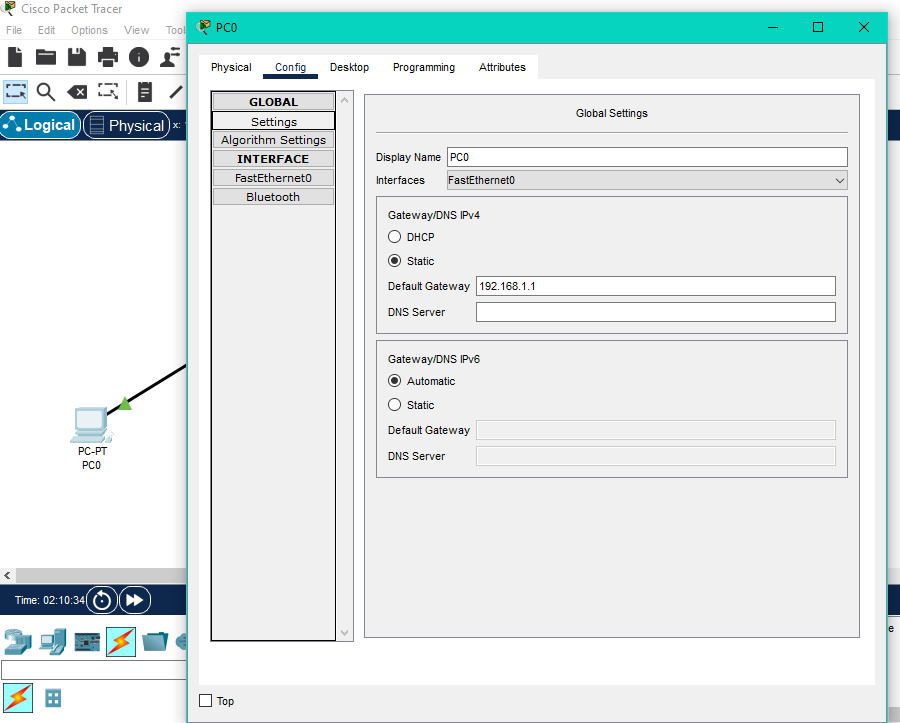 Cisco Packet Tracer
File Edit Options View Tool
Logical Physical x:
PC-PT
PC0
Time: 02:10:34
PC0
Physical Config Desktop Programming Attributes
GLOBAL
Settings
Algorithm Settings
INTERFACE
FastEthernet0
Bluetooth
Global Settings
Display Name PC0
Interfaces FastEthernet0
Gateway/DNS IPv4
DHCP
Static
Default Gateway 192.168.1.1
DNS Server
Gateway/DNS IPv6
Automatic
Static
Default Gateway
DNS Server
Top
e